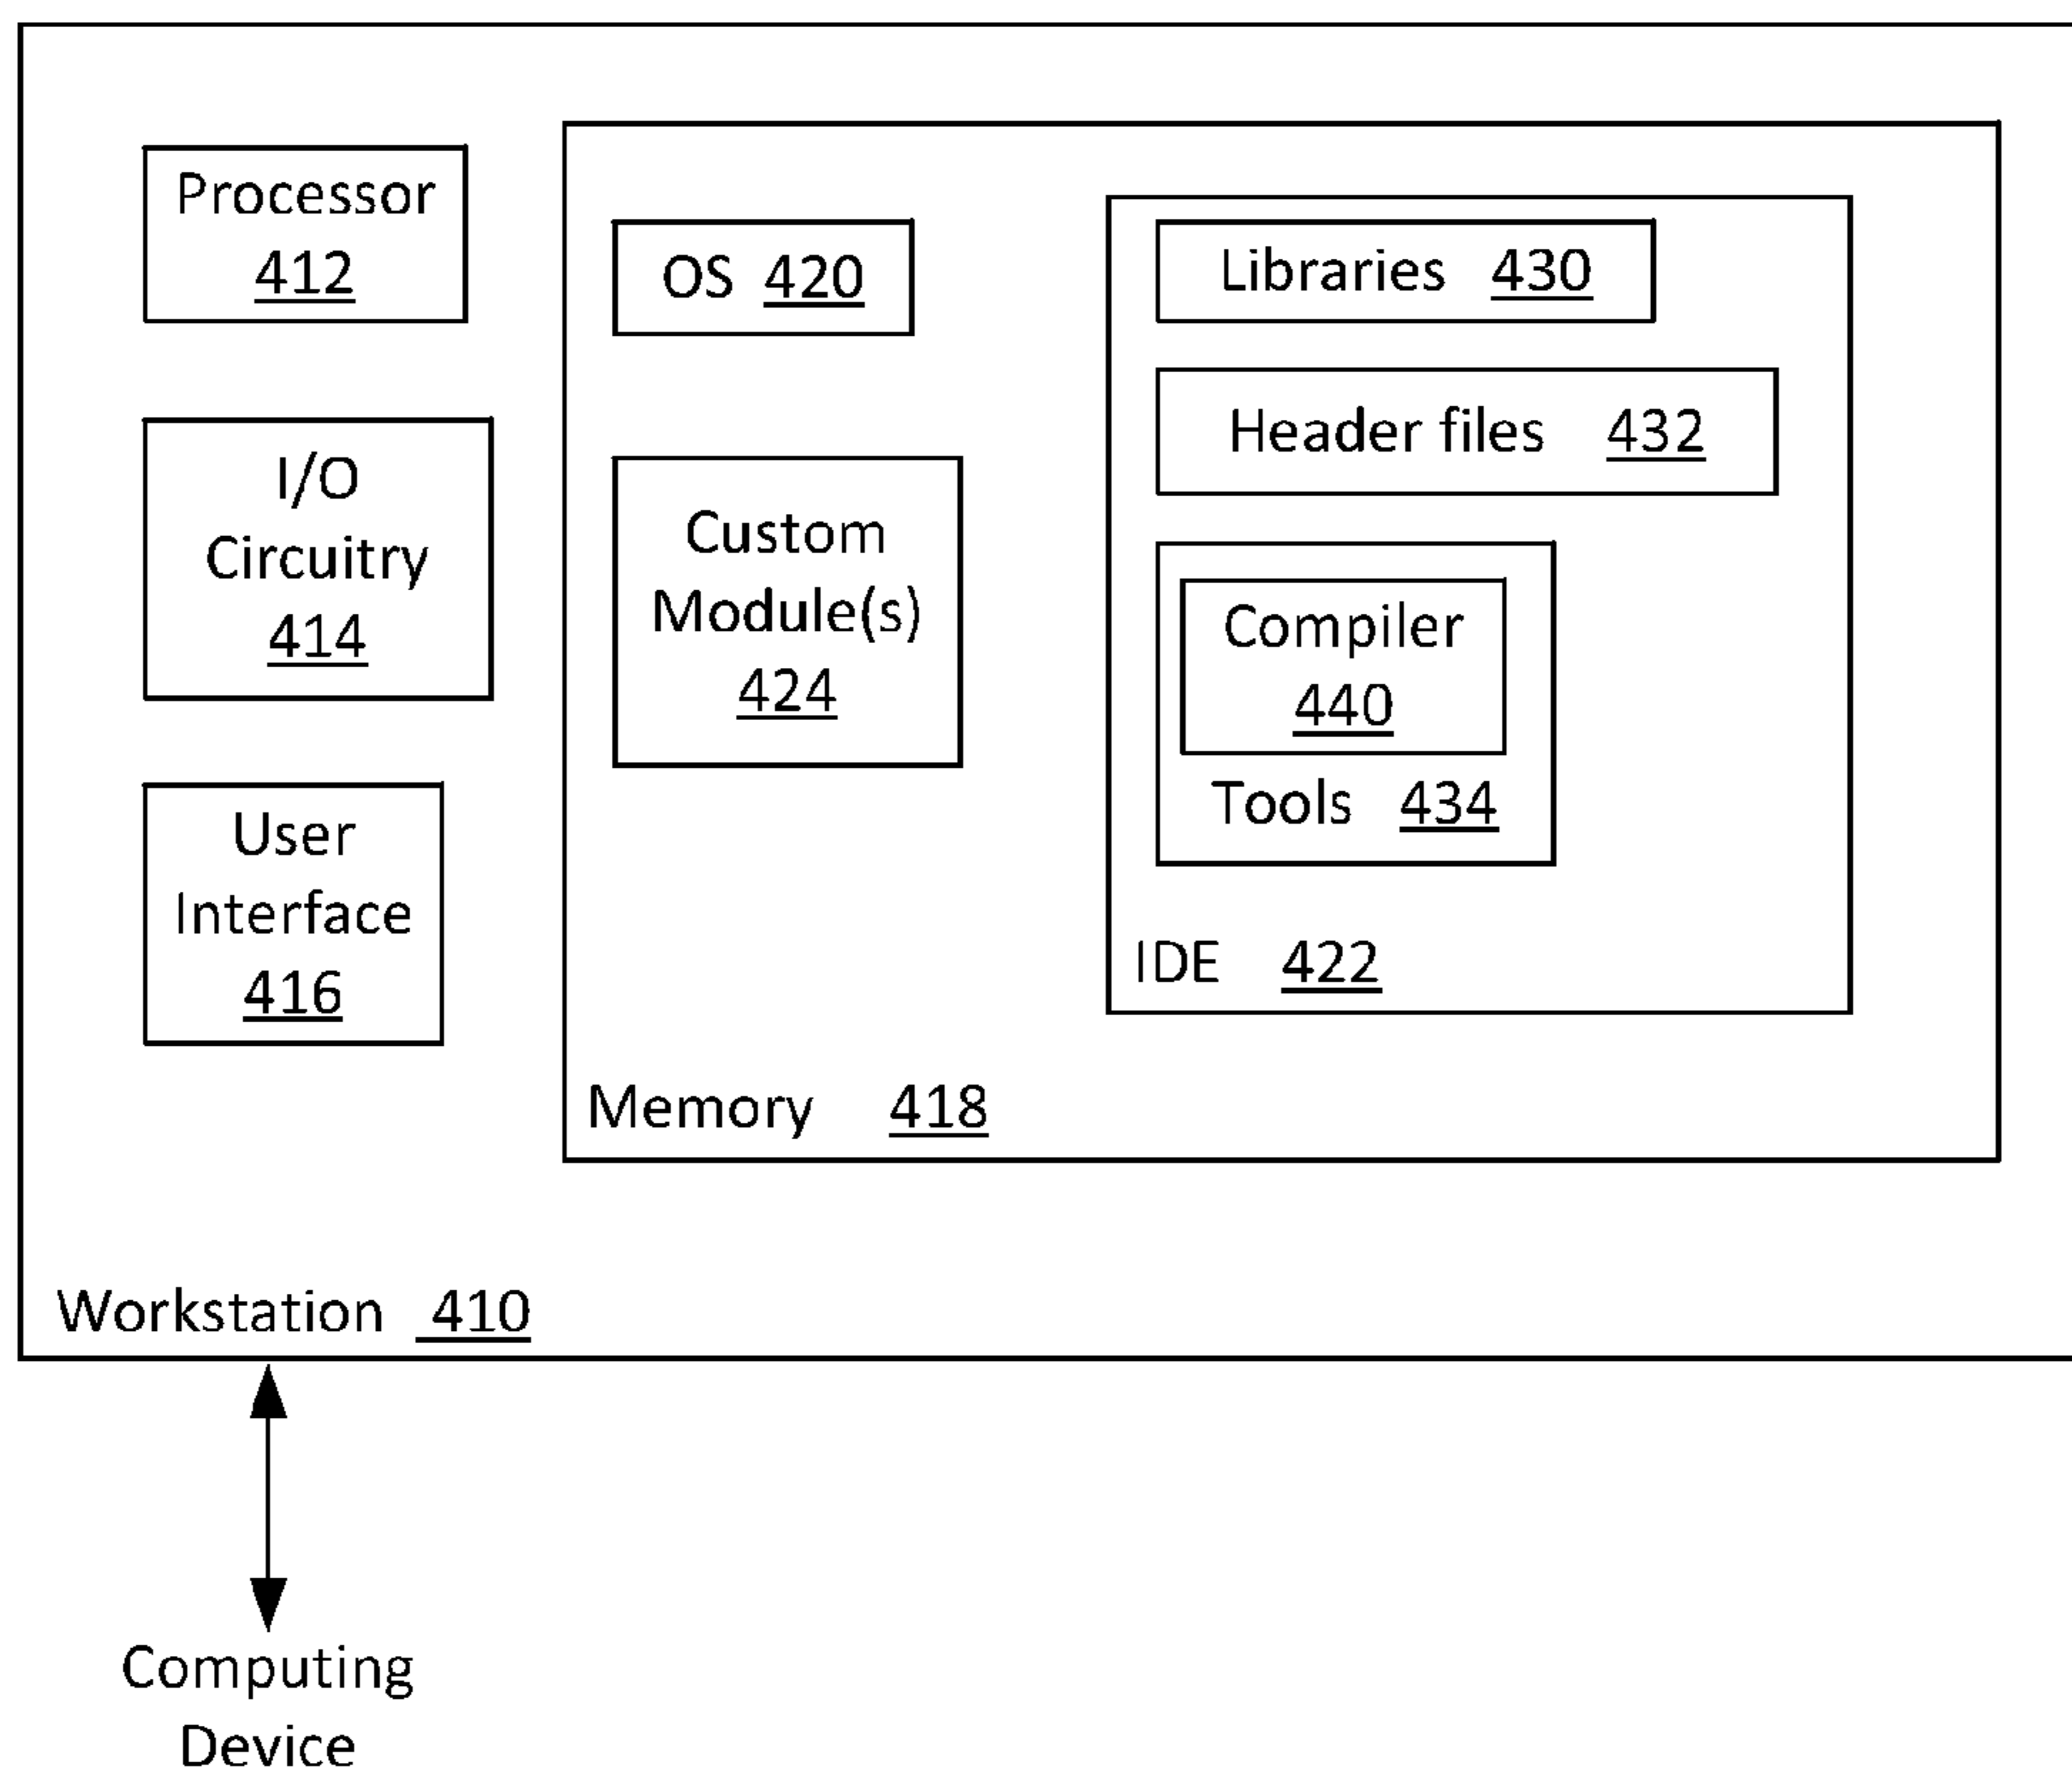 Processor
412
I/O
Circuitry
414
User
Interface
416
OS 420
Custom
Module(s)
424
Libraries 430
Header files 432
Compiler
440
Tools 434
IDE 422
Memory 418
Workstation 410
Computing
Device